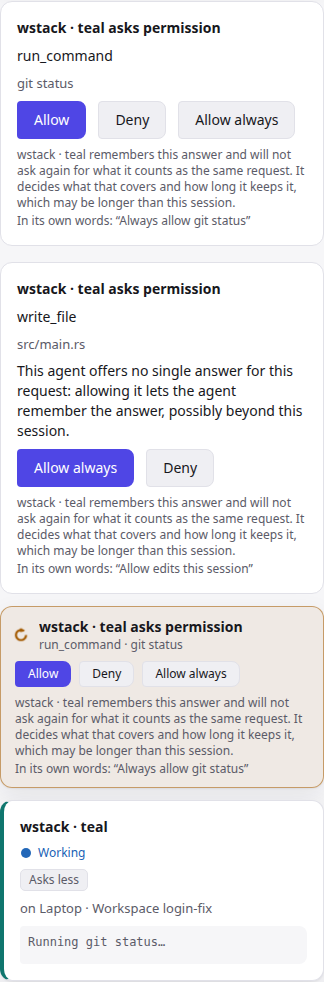 wstack · teal asks permission
run_command
git status
Allow
Deny
Allow always
wstack · teal remembers this answer and will not
ask again for what it counts as the same request. It
decides what that covers and how long it keeps it,
which may be longer than this session.
In its own words: “Always allow git status”
wstack · teal asks permission
write_file
src/main.rs
This agent offers no single answer for this
request: allowing it lets the agent
remember the answer, possibly beyond this
session.
Allow always
Deny
wstack · teal remembers this answer and will not
ask again for what it counts as the same request. It
decides what that covers and how long it keeps it,
which may be longer than this session.
In its own words: “Allow edits this session”
wstack · teal asks permission
run_command · git status
Allow
Deny
Allow always
wstack · teal remembers this answer and will not
ask again for what it counts as the same request. It
decides what that covers and how long it keeps it,
which may be longer than this session.
In its own words: “Always allow git status”
wstack · teal
Working
Asks less
on Laptop · Workspace login-fix
Running git status…